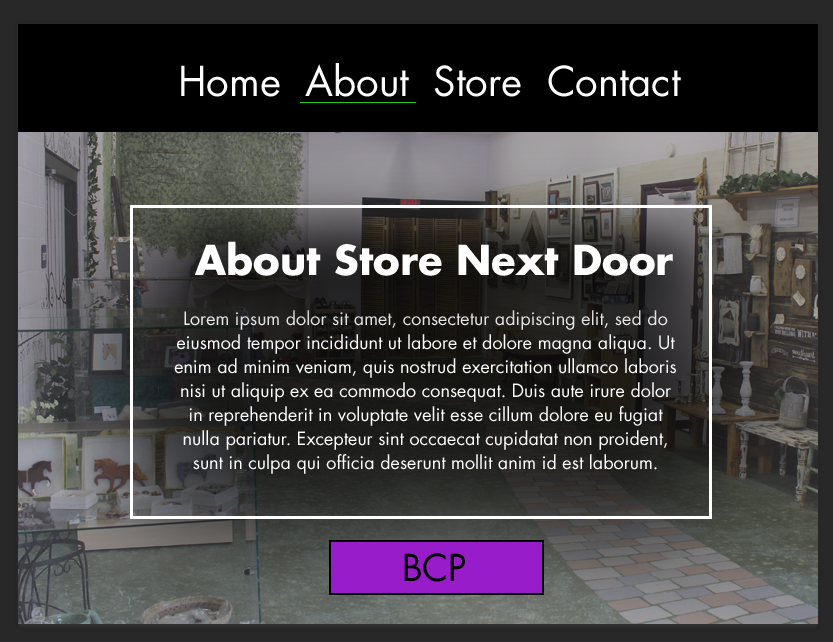 Home About Store Contact
About Store Next Door
Lorem ipsum dolor sit amet, consectetur adipiscing elit, sed do
eiusmod tempor incididunt ut labore et dolore magna aliqua. Ut
enim ad minim veniam, quis nostrud exercitation ullamco laboris
nisi ut aliquip ex ea commodo consequat. Duis aute irure dolor
in reprehenderit in voluptate velit esse cillum dolore eu fugiat
nulla pariatur. Excepteur sint occaecat cupidatat non proident,
sunt in culpa qui officia deserunt mollit anim id est laborum.
BCP